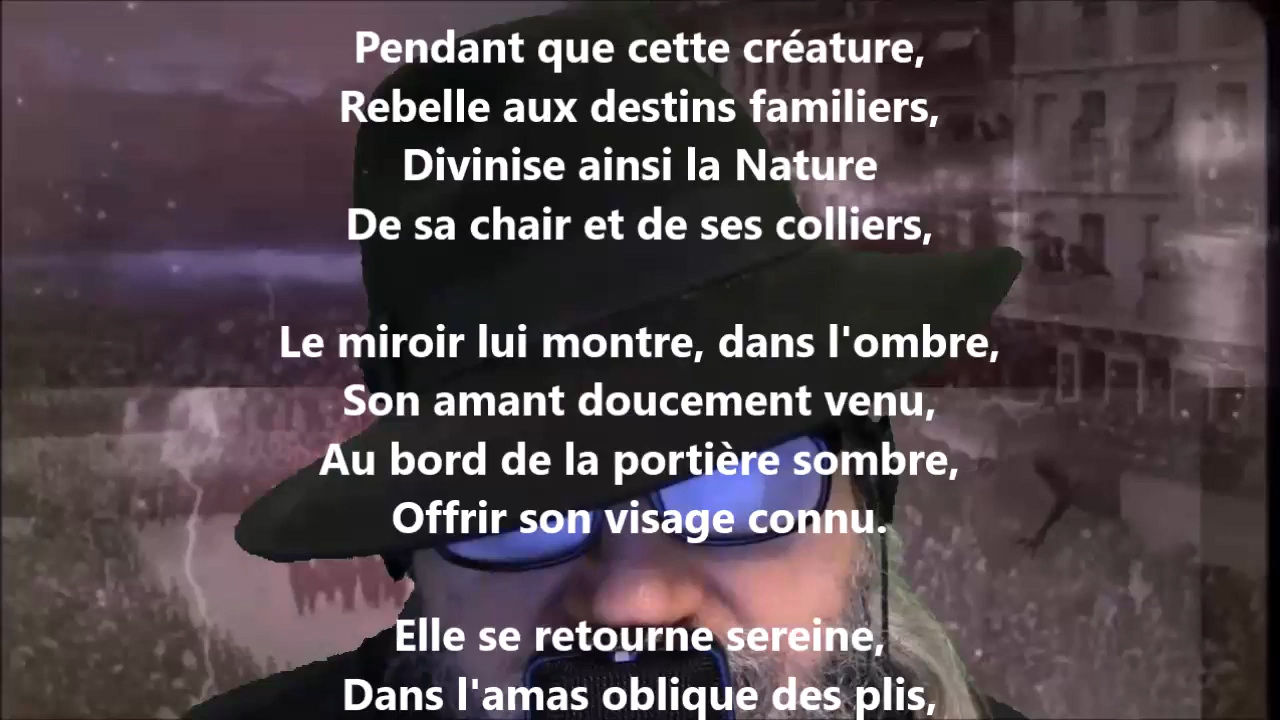 Pendant que cette créature,
Rebelle aux destins familiers,
Divinise ainsi la Nature
De sa chair et de ses colliers,
Le miroir lui montre, dans l'ombre,
Son amant doucement venu,
Au bord de la portière sombre,
Offrir son visage connu.
Elle se retourne sereine,
Dans l'amas oblique des plis,